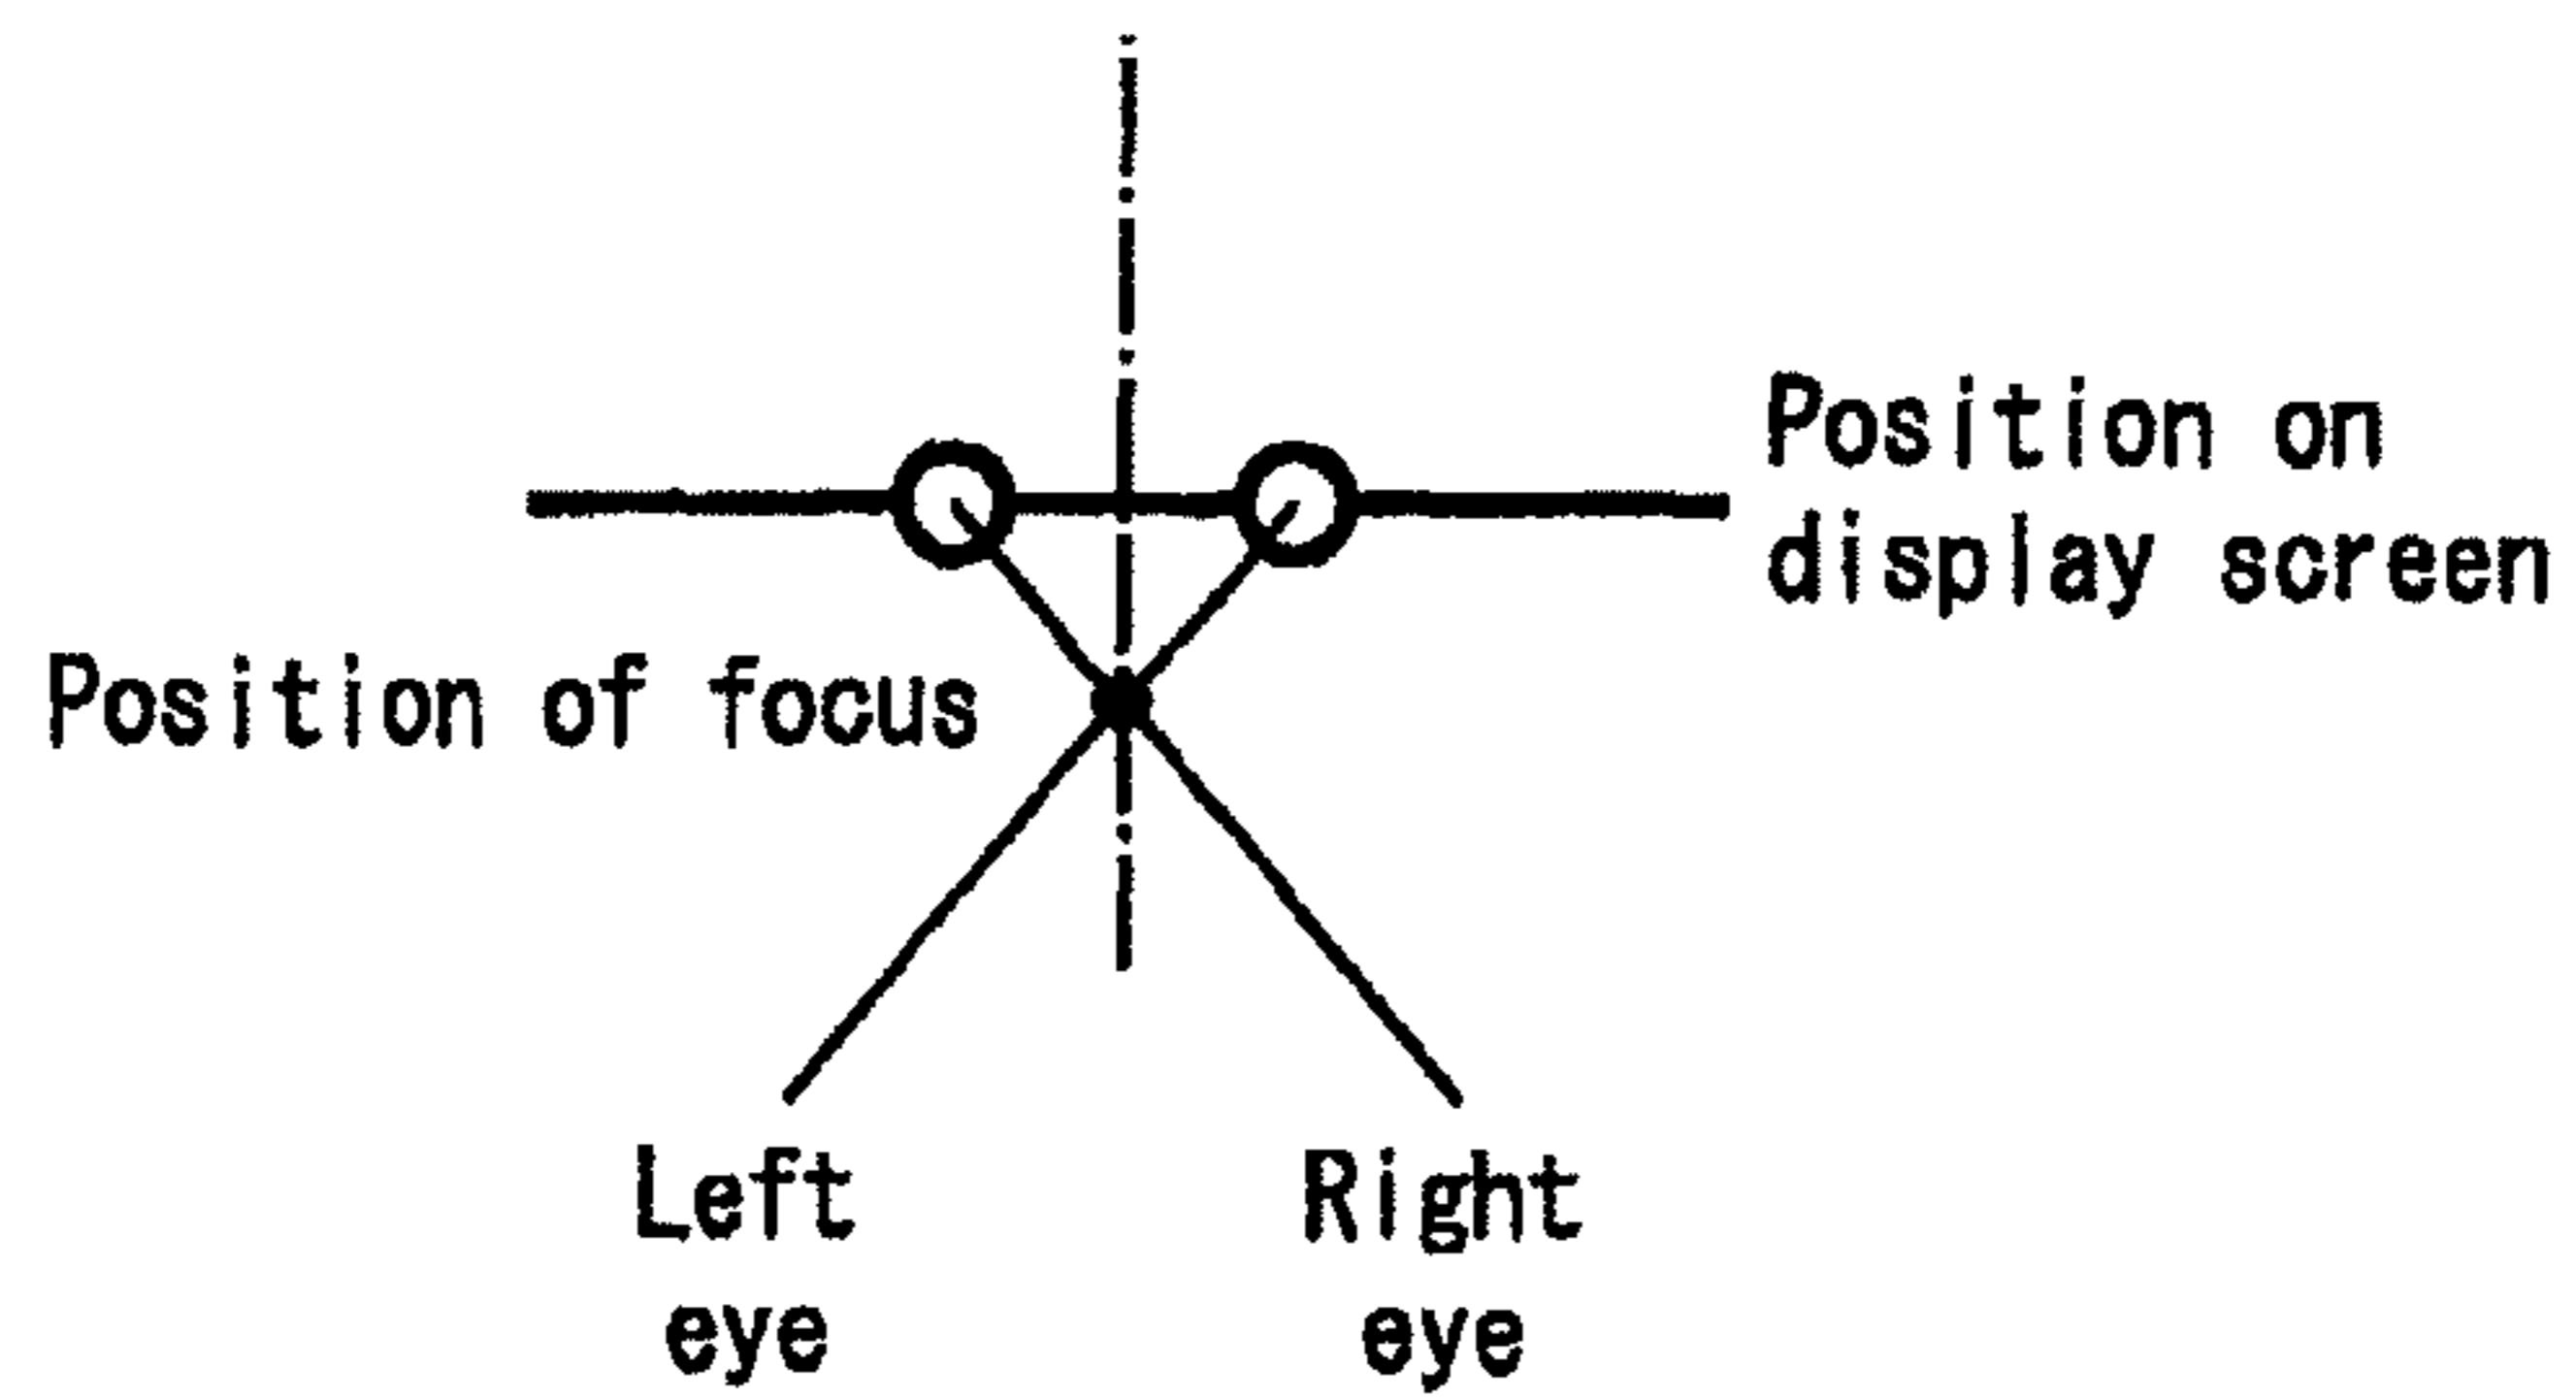 Position on
display screen
Position of focus
Left
eye
Right
eye